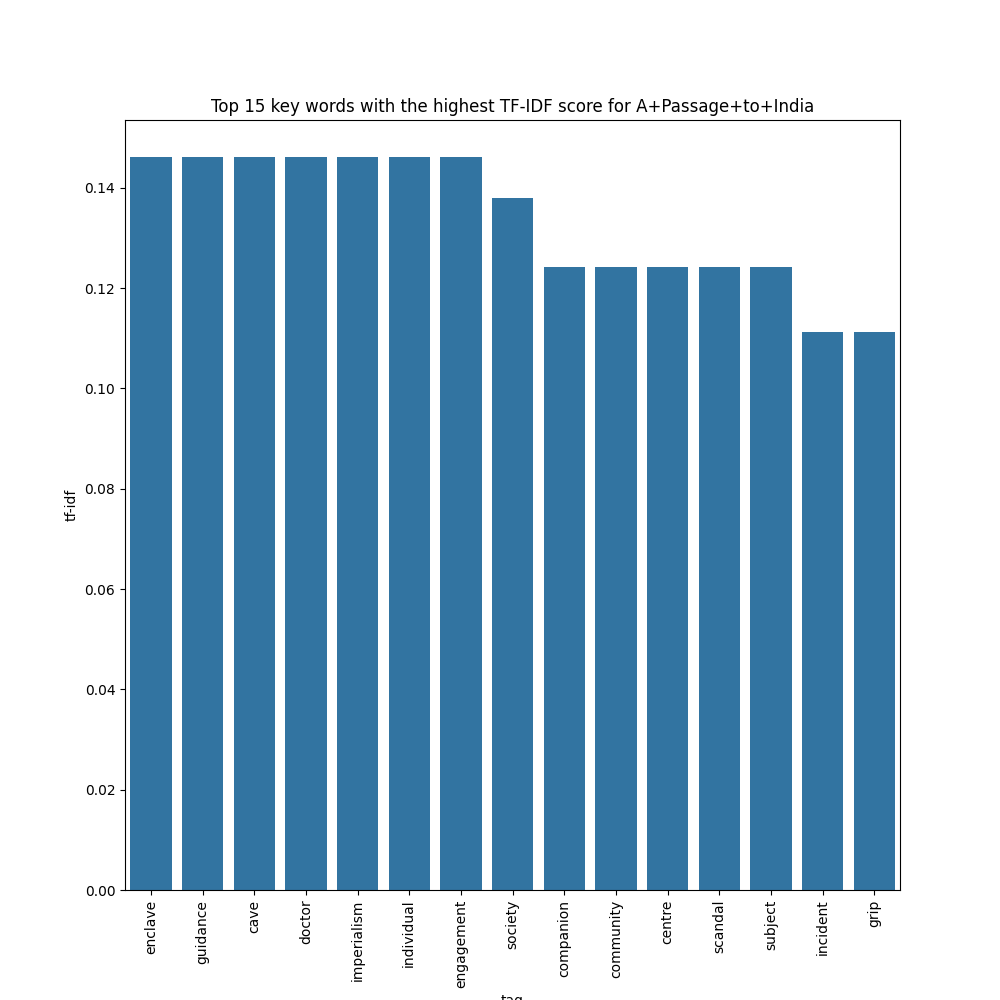 Top 15 key words with the highest TF-IDF score for A+Passage+to+India
tf-idf
0.14
0.12
0.10
0.08
0.06
0.04
0.02
0.00
enclave
guidance
cave
doctor
imperialism
individual
engagement
society
companion
community
centre
scandal
subject
incident
grip
tag